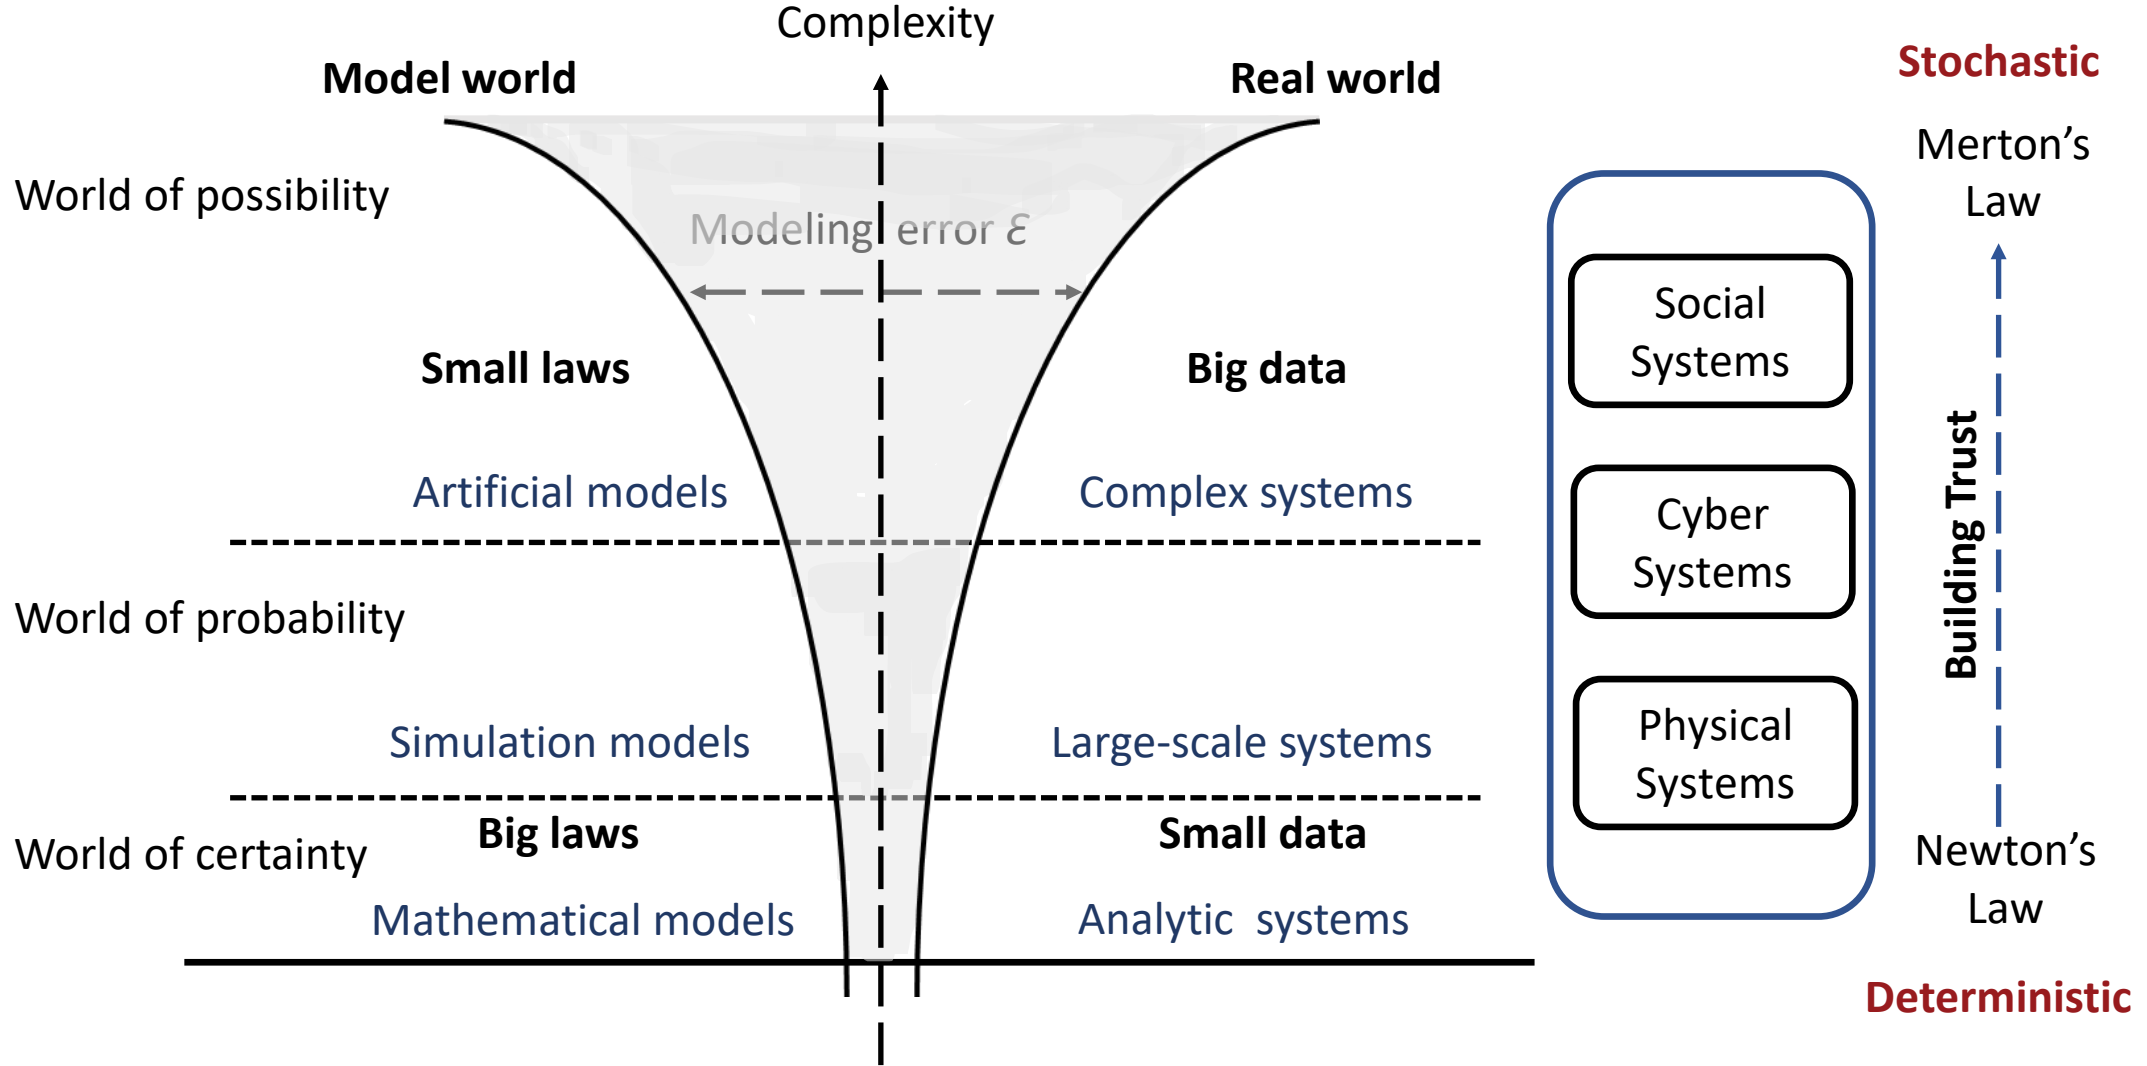 Complexity
Model world
Real world
Stochastic
World of possibility
Modeling error ε
Merton's
Law
Small laws
Big data
Social
Systems
Artificial models
Complex systems
Cyber
Systems
Building Trust
World of probability
Simulation models
Large-scale systems
Physical
Systems
World of certainty
Big laws
Small data
Newton's
Law
Mathematical models
Analytic systems
Deterministic